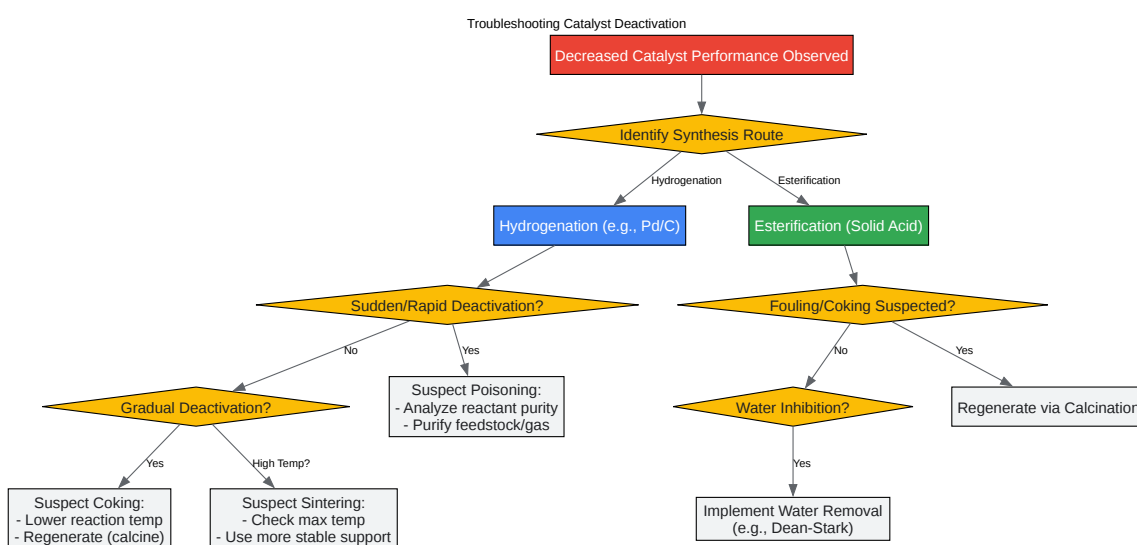 Troubleshooting Catalyst Deactivation
Decreased Catalyst Performance Observed
Identify Synthesis Route
Hydrogenation
Esterification
Hydrogenation (e.g., Pd/C)
Esterification (Solid Acid)
Sudden/Rapid Deactivation?
Fouling/Coking Suspected?
No
Yes
No
Yes
Gradual Deactivation?
Suspect Poisoning:
- Analyze reactant purity
- Purify feedstock/gas
Water Inhibition?
Regenerate via Calcination
Yes
High Temp?
Yes
Suspect Coking:
- Lower reaction temp
- Regenerate (calcine)
Suspect Sintering:
- Check max temp
- Use more stable support
Implement Water Removal
(e.g., Dean-Stark)